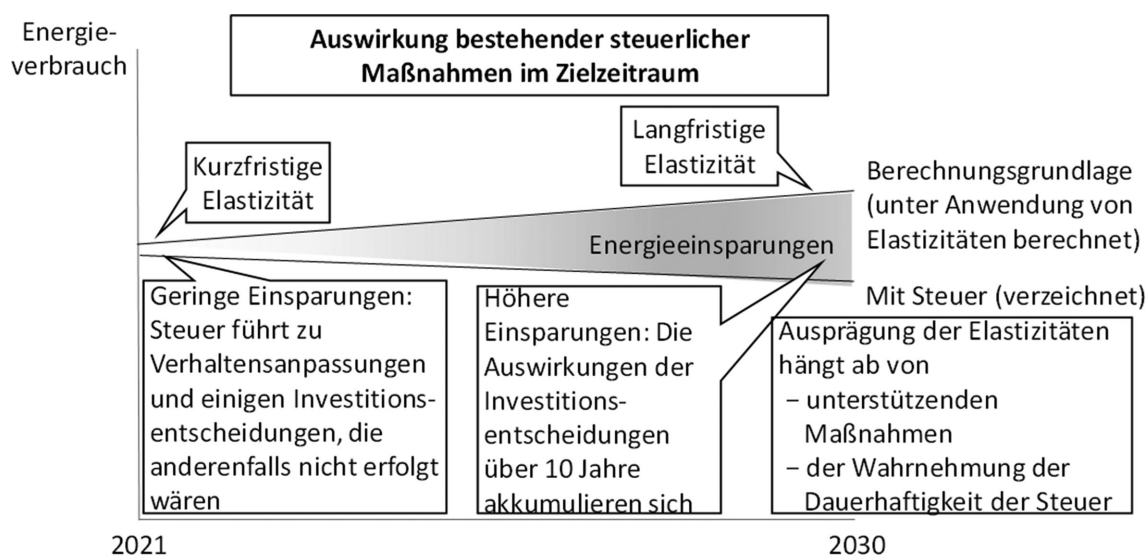 Energie-
verbrauch
Auswirkung bestehender steuerlicher
Maßnahmen im Zielzeitraum
Kurzfristige
Elastizität
Langfristige
Elastizität
Berechnungsgrundlage
(unter Anwendung von
Elastizitäten berechnet)
Energieeinsparungen
Mit Steuer (verzeichnet)
Geringe Einsparungen:
Steuer führt zu
Verhaltensanpassungen
und einigen Investitions-
entscheidungen, die
anderenfalls nicht erfolgt
wären
Höhere
Einsparungen: Die
Auswirkungen der
Investitions-
entscheidungen
über 10 Jahre
akkumulieren sich
Ausprägung der Elastizitäten
hängt ab von
− unterstützenden
Maßnahmen
− der Wahrnehmung der
Dauerhaftigkeit der Steuer
2021
2030